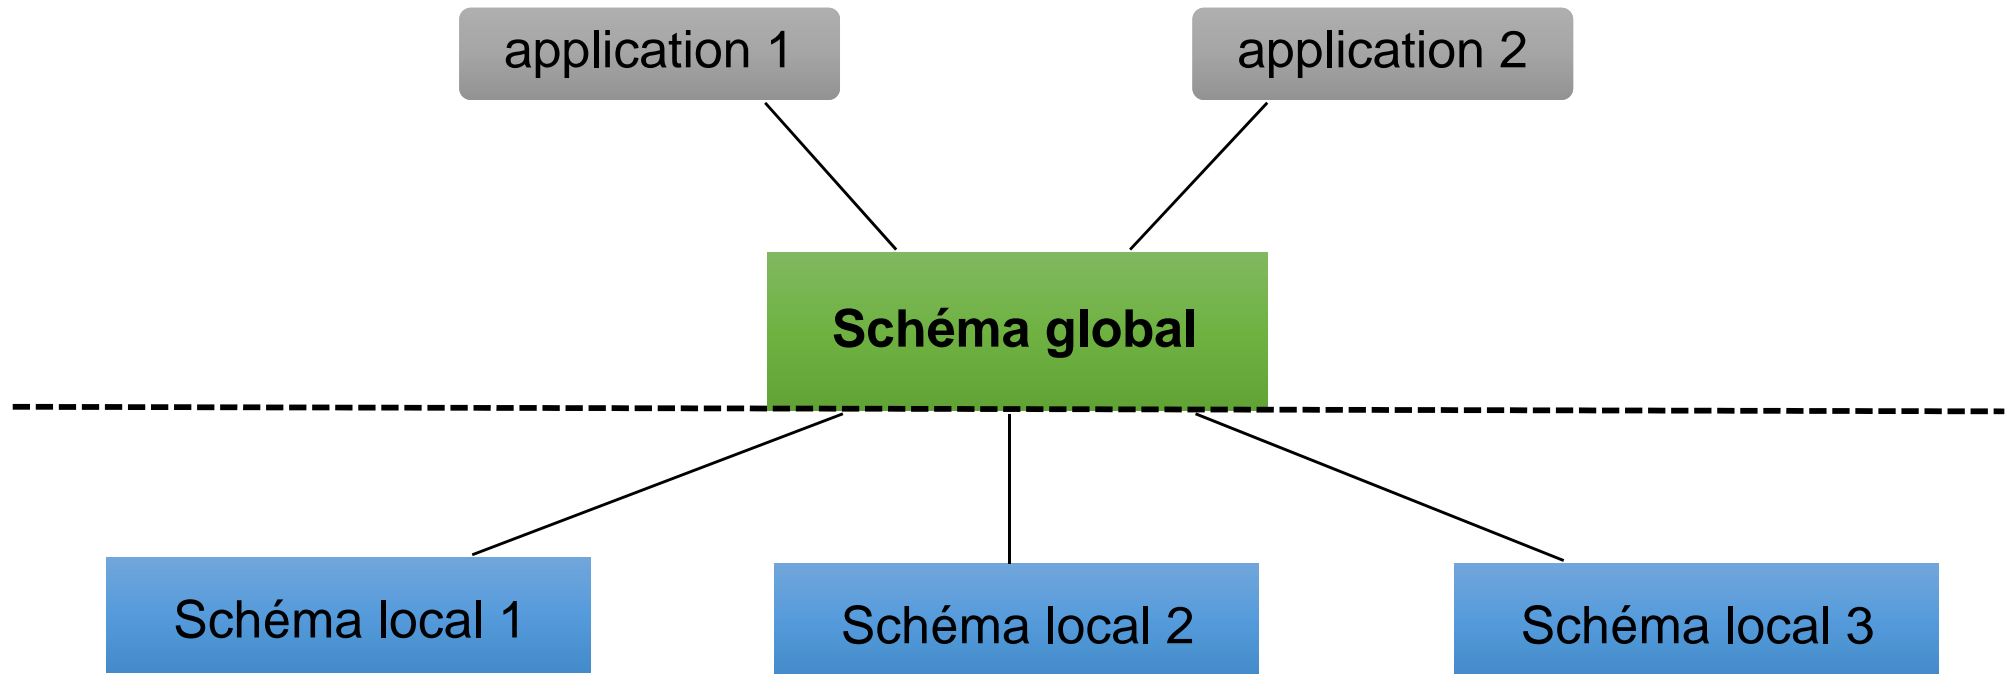 application 1
application 2
Schéma global
Schéma local 1
Schéma local 2
Schéma local 3